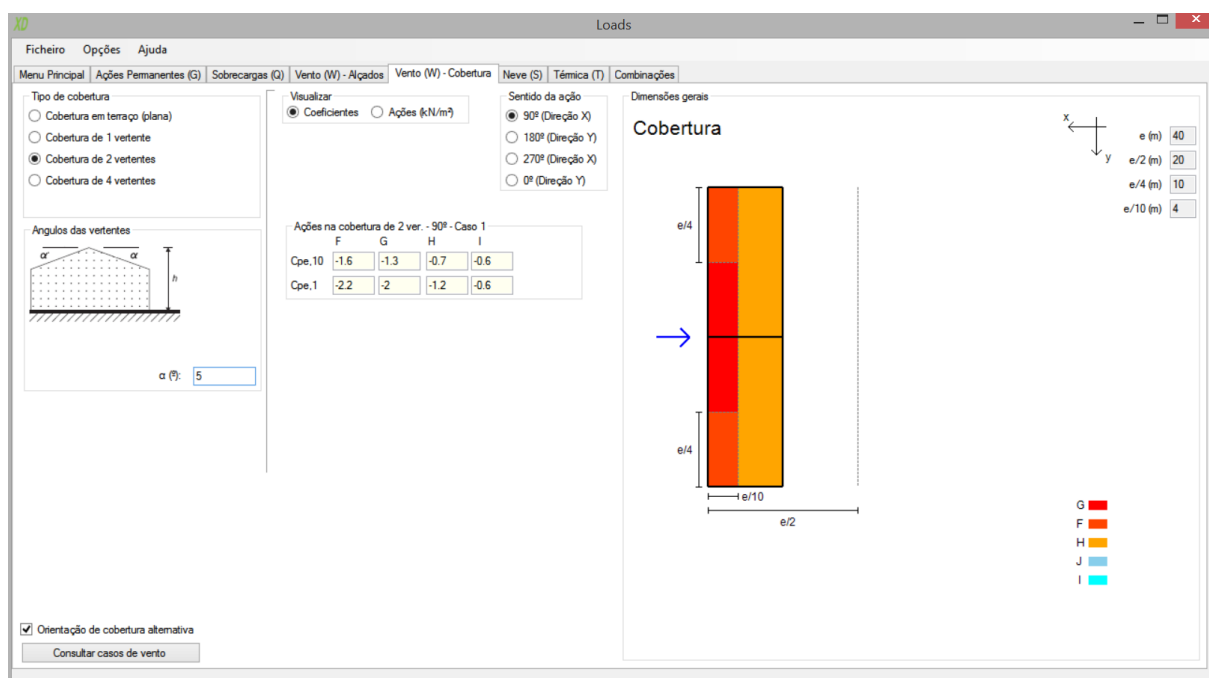 XD
Loads
Ficheiro Opções Ajuda
Menu Principal Ações Permanentes (G) Sobrecargas (Q) Vento (W) - Alçados Vento (W) - Cobertura Neve (S) Térmica (T) Combinações
Tipo de cobertura
Cobertura em terraço (plana)
Cobertura de 1 vertente
Cobertura de 2 vertentes
Cobertura de 4 vertentes
Angulos das vertentes
α α
h
α (º): 5
Orientação de cobertura alternativa
Consultar casos de vento
Visualizar
Coeficientes Ações (kN/m²)
Sentido da ação
90º (Direção X)
180º (Direção Y)
270º (Direção X)
0º (Direção Y)
Ações na cobertura de 2 ver. - 90º - Caso 1
F G H I
Cpe,10 -1.6 -1.3 -0.7 -0.6
Cpe,1 -2.2 -2 -1.2 -0.6
Dimensões gerais
Cobertura
x
y
e (m) 40
e/2 (m) 20
e/4 (m) 10
e/10 (m) 4
e/4
e/4
e/10
e/2
G
F
H
J
I